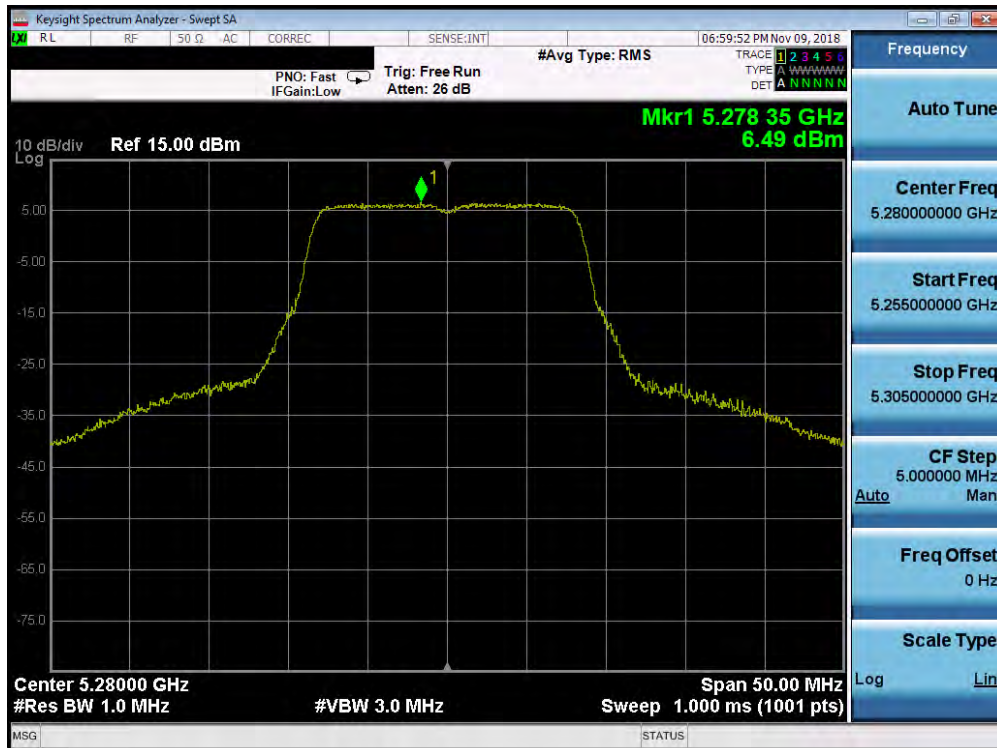 Keysight Spectrum Analyzer - Swept SA
LXI RL RF 50 Ω AC CORREC SENSE:INT 06:59:52 PM Nov 09, 2018
#Avg Type: RMS TRACE 1 2 3 4 5 6
PNO: Fast Trig: Free Run TYPE A WWWWW
IFGain:Low Atten: 26 dB DET A N N N N N
Mkr1 5.278 35 GHz
10 dB/div Ref 15.00 dBm 6.49 dBm
Log
1
5.00
-5.00
-15.0
-25.0
-35.0
-45.0
-55.0
-65.0
-75.0
Center 5.28000 GHz Span 50.00 MHz
#Res BW 1.0 MHz #VBW 3.0 MHz Sweep 1.000 ms (1001 pts)
MSG STATUS
Frequency
Auto Tune
Center Freq
5.280000000 GHz
Start Freq
5.255000000 GHz
Stop Freq
5.305000000 GHz
CF Step
5.000000 MHz
Auto Man
Freq Offset
0 Hz
Scale Type
Log Lin